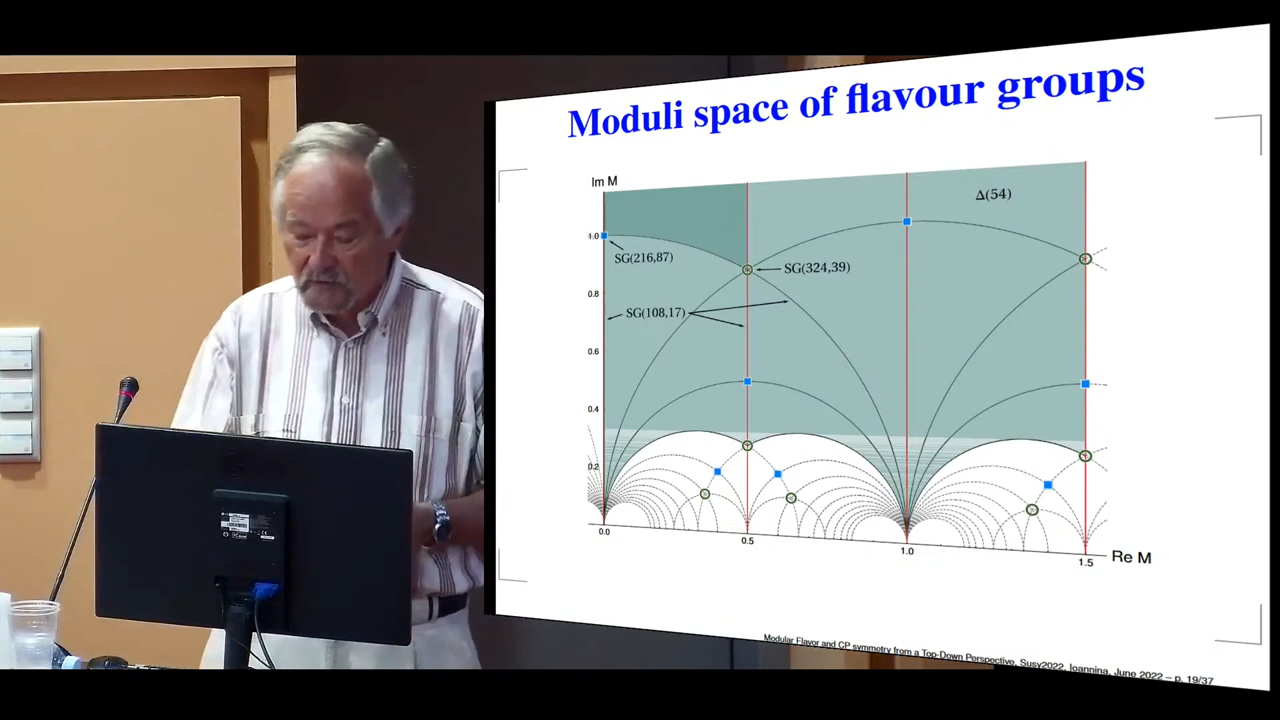 Moduli space of flavour groups
Im M
Δ(54)
1.0
SG(216,87)
SG(324,39)
0.8
SG(108,17)
0.6
0.4
0.2
0.0
0.5
1.0
1.5
Re M
Modular Flavor and CP symmetry from a Top-Down Perspective, Susy2022, Ioannina, June 2022 – p. 19/37